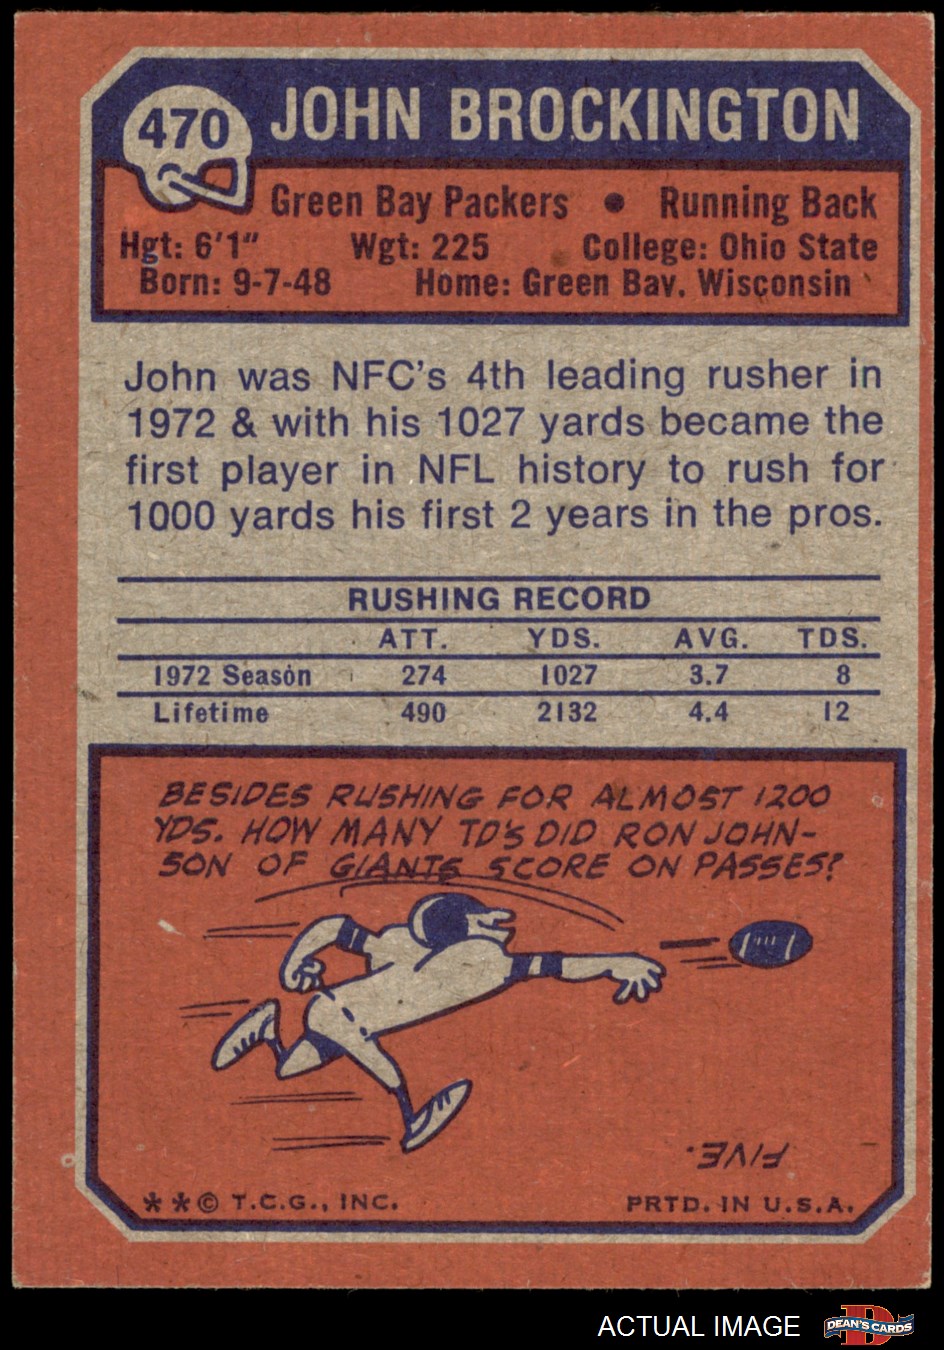 470 JOHN BROCKINGTON
Green Bay Packers • Running Back
Hgt: 6'1" Wgt: 225 College: Ohio State
Born: 9-7-48 Home: Green Bay, Wisconsin
John was NFC's 4th leading rusher in
1972 & with his 1027 yards became the
first player in NFL history to rush for
1000 yards his first 2 years in the pros.
RUSHING RECORD
ATT. YDS. AVG. TDS.
1972 Season 274 1027 3.7 8
Lifetime 490 2132 4.4 12
BESIDES RUSHING FOR ALMOST 1200
YDS. HOW MANY TD'S DID RON JOHN-
SON OF GIANTS SCORE ON PASSES?
FIVE.
**© T.C.G., INC. PRTD. IN U.S.A.
ACTUAL IMAGE D DEAN'S CARDS